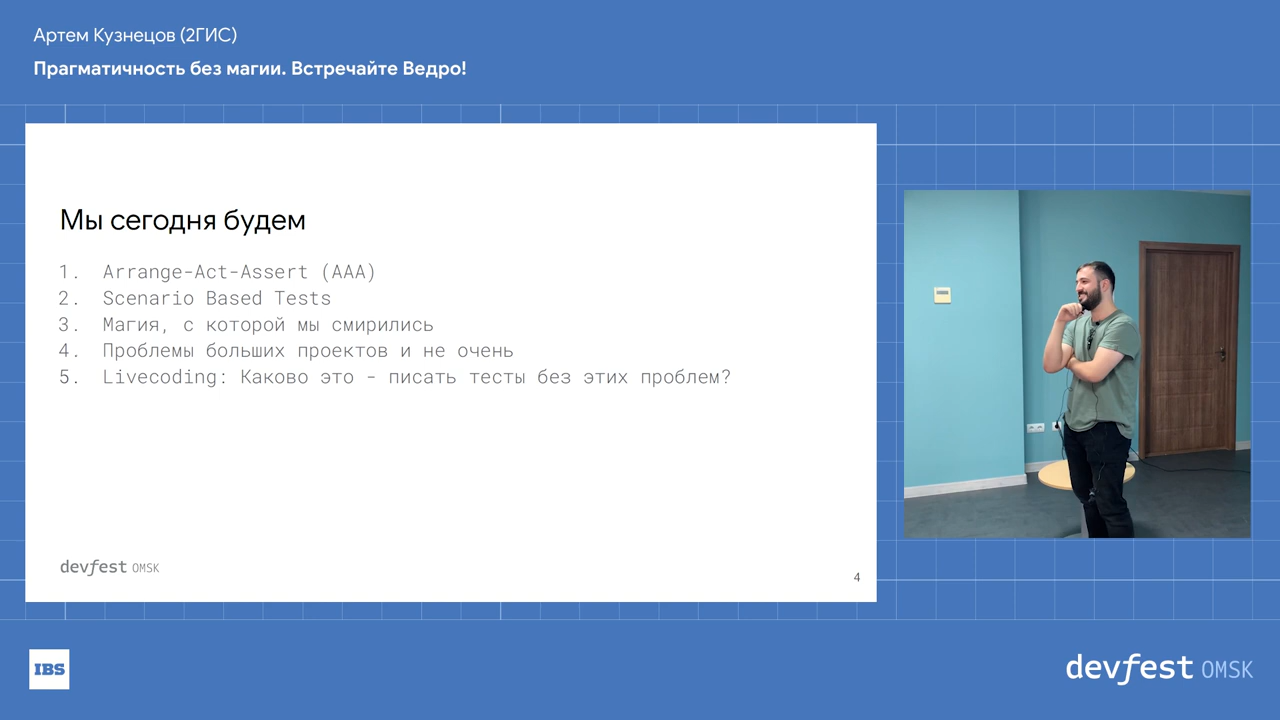 Артем Кузнецов (2ГИС)
Прагматичность без магии. Встречайте Ведро!
Мы сегодня будем
1. Arrange-Act-Assert (AAA)
2. Scenario Based Tests
3. Магия, с которой мы смирились
4. Проблемы больших проектов и не очень
5. Livecoding: Каково это - писать тесты без этих проблем?
devfest OMSK
4
IBS
devfest OMSK